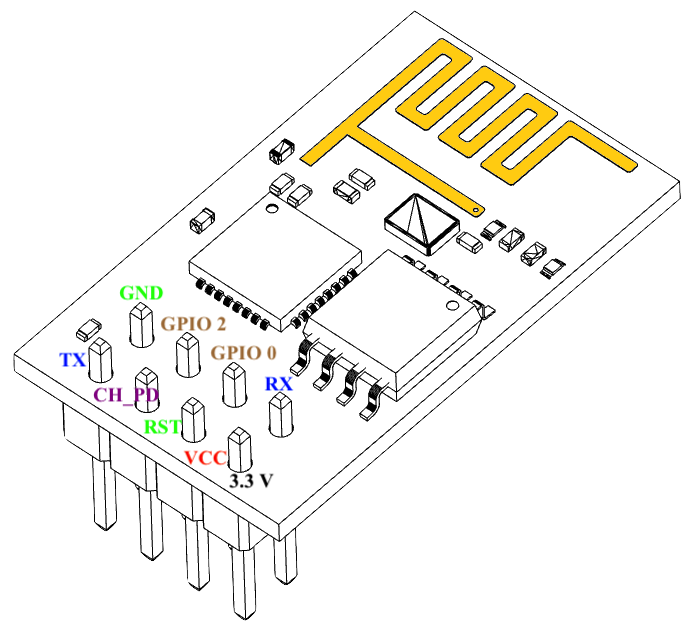 GND
GPIO 2
GPIO 0
TX
RX
CH_PD
RST
VCC
3.3 V